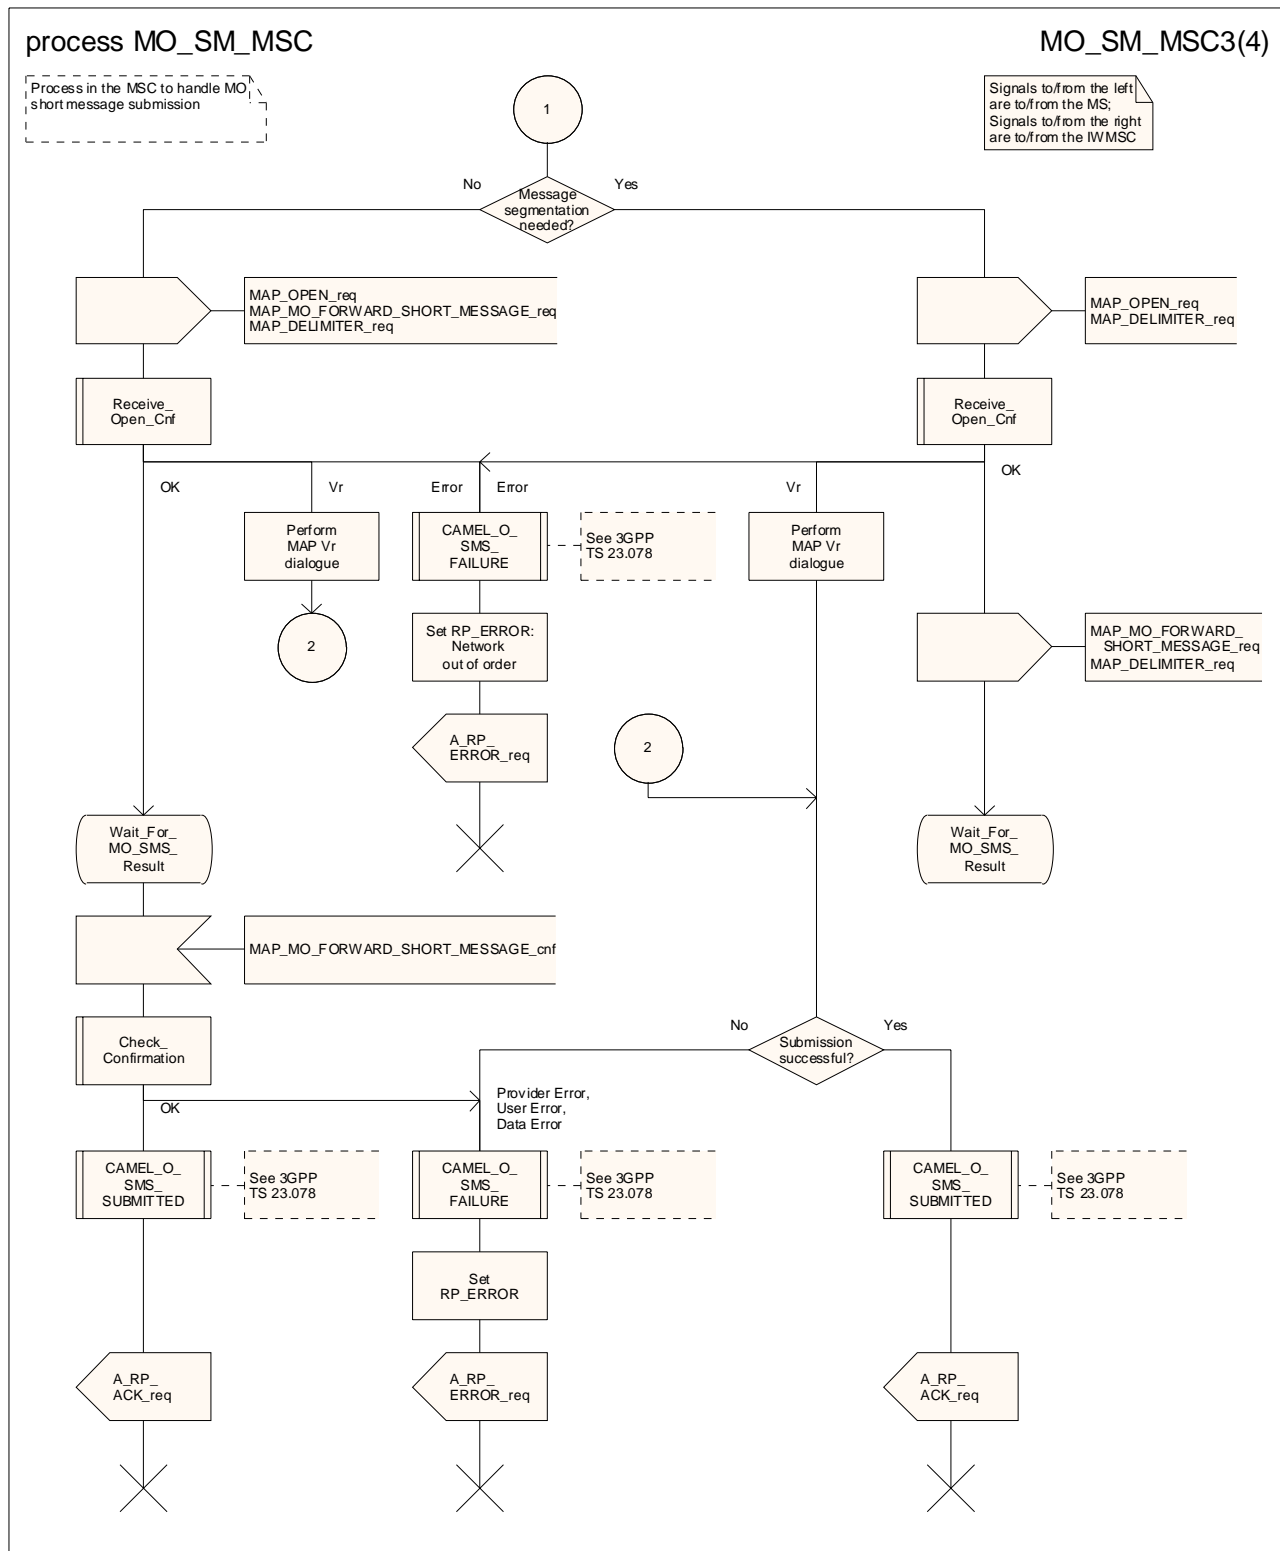 process MO_SM_MSC
MO_SM_MSC3(4)
Process in the MSC to handle MO
short message submission
1
Signals to/from the left
are to/from the MS;
Signals to/from the right
are to/from the IWMSC
No
Yes
Message
segmentation
needed?
MAP_OPEN_req
MAP_MO_FORWARD_SHORT_MESSAGE_req
MAP_DELIMITER_req
MAP_OPEN_req
MAP_DELIMITER_req
Receive_
Open_Cnf
Receive_
Open_Cnf
OK
Vr
Error
Error
Vr
OK
Perform
MAP Vr
dialogue
CAMEL_O_
SMS_
FAILURE
See 3GPP
TS 23.078
Perform
MAP Vr
dialogue
2
Set RP_ERROR:
Network
out of order
MAP_MO_FORWARD_
SHORT_MESSAGE_req
MAP_DELIMITER_req
A_RP_
ERROR_req
2
Wait_For_
MO_SMS_
Result
Wait_For_
MO_SMS_
Result
MAP_MO_FORWARD_SHORT_MESSAGE_cnf
Check_
Confirmation
No
Yes
Submission
successful?
OK
Provider Error,
User Error,
Data Error
CAMEL_O_
SMS_
SUBMITTED
See 3GPP
TS 23.078
CAMEL_O_
SMS_
FAILURE
See 3GPP
TS 23.078
CAMEL_O_
SMS_
SUBMITTED
See 3GPP
TS 23.078
Set
RP_ERROR
A_RP_
ACK_req
A_RP_
ERROR_req
A_RP_
ACK_req